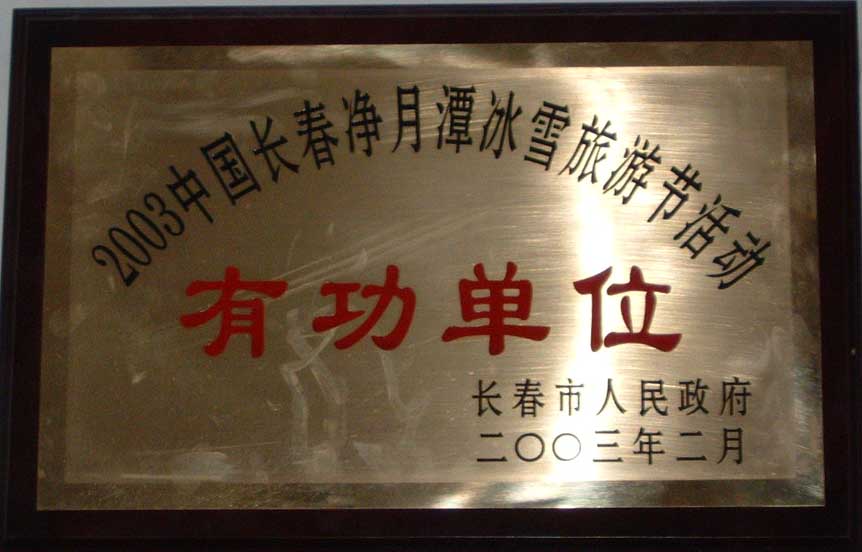 2003中国长春净月潭冰雪旅游节活动
有功单位
长春市人民政府
二〇〇三年二月